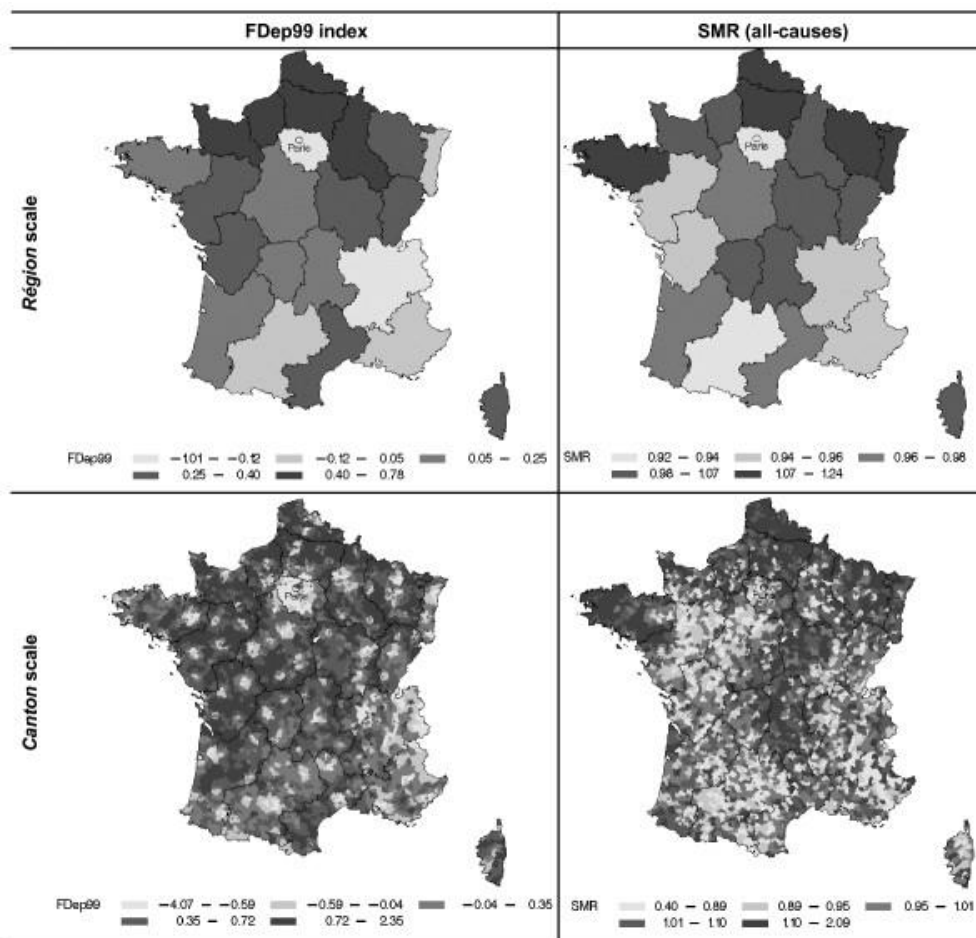 FDep99 index
SMR (all-causes)
Région scale
Paris
Paris
FDep99 −1.01 – −0.12 −0.12 – 0.05 0.05 – 0.25
0.25 – 0.40 0.40 – 0.78
SMR 0.92 – 0.94 0.94 – 0.96 0.96 – 0.98
0.98 – 1.07 1.07 – 1.24
Canton scale
Paris
Paris
FDep99 −4.07 – −0.59 −0.59 – −0.04 −0.04 – 0.35
0.35 – 0.72 0.72 – 2.35
SMR 0.40 – 0.89 0.89 – 0.95 0.95 – 1.01
1.01 – 1.10 1.10 – 2.09